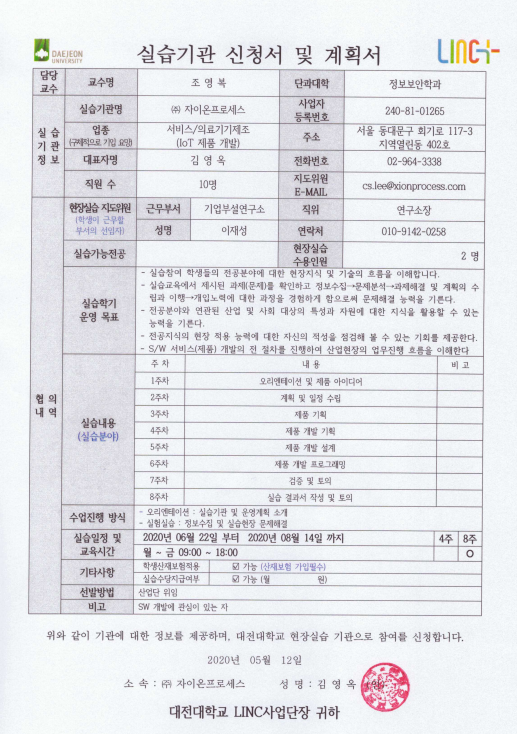 DAEJEON
UNIVERSITY
실습기관 신청서 및 계획서
LINC+
담당 교수 교수명 조 영 복 단과대학 정보보안학과
실 습 기 관 정 보
실습기관명 ㈜ 자이온프로세스 사업자 등록번호 240-81-01265
업종 (구체적으로 기입 요망) 서비스/의료기기제조 (IoT 제품 개발) 주소 서울 동대문구 회기로 117-3 지역열린동 402호
대표자명 김 영 옥 전화번호 02-964-3338
직원 수 10명 지도위원 E-MAIL cs.lee@xionprocess.com
협 의 내 역
현장실습 지도위원 (학생이 근무할 부서의 선임자) 근무부서 기업부설연구소 직위 연구소장
성명 이재성 연락처 010-9142-0258
실습가능전공 현장실습 수용인원 2 명
실습학기 운영 목표
- 실습참여 학생들의 전공분야에 대한 현장지식 및 기술의 흐름을 이해합니다.
- 실습교육에서 제시된 과제(문제)를 확인하고 정보수집→문제분석→과제해결 및 계획의 수
립과 이행→개입노력에 대한 과정을 경험하게 함으로써 문제해결 능력을 기른다.
- 전공분야와 연관된 산업 및 사회 대상의 특성과 자원에 대한 지식을 활용할 수 있는
능력을 기른다.
- 전공지식의 현장 적용 능력에 대한 자신의 적성을 점검해 볼 수 있는 기회를 제공한다.
- S/W 서비스(제품) 개발의 전 절차를 진행하여 산업현장의 업무진행 흐름을 이해한다
실습내용 (실습분야)
주 차 내 용 비 고
1주차 오리엔테이션 및 제품 아이디어
2주차 계획 및 일정 수립
3주차 제품 기획
4주차 제품 개발 기획
5주차 제품 개발 설계
6주차 제품 개발 프로그래밍
7주차 검증 및 토의
8주차 실습 결과서 작성 및 토의
수업진행 방식
- 오리엔테이션 : 실습기관 및 운영계획 소개
- 실험실습 : 정보수집 및 실습현장 문제해결
실습일정 및 교육시간
2020년 06월 22일 부터 2020년 08월 14일 까지 4주 8주
월 ~ 금 09:00 ~ 18:00 O
기타사항
학생산재보험적용 ☑ 가능 (산재보험 가입필수)
실습수당지급여부 ☑ 가능 (월 원)
선발방법 산업단 위임
비고 SW 개발에 관심이 있는 자
위와 같이 기관에 대한 정보를 제공하며, 대전대학교 현장실습 기관으로 참여를 신청합니다.
2020년 05월 12일
소 속 : ㈜ 자이온프로세스 성 명 : 김 영 옥
대전대학교 LINC사업단장 귀하